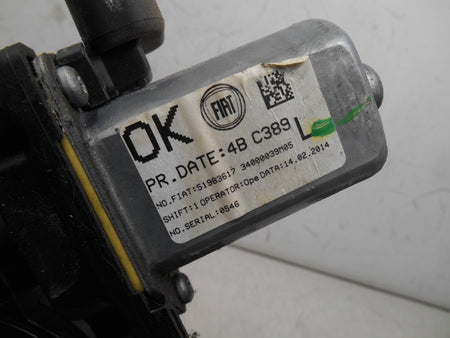 OK FIAT
PR.DATE:4B C389 L
NO.FIAT:51983617 34000039M05
SHIFT:1 OPERATOR:Ope DATA:14.02.2014
NO.SERIAL:0546